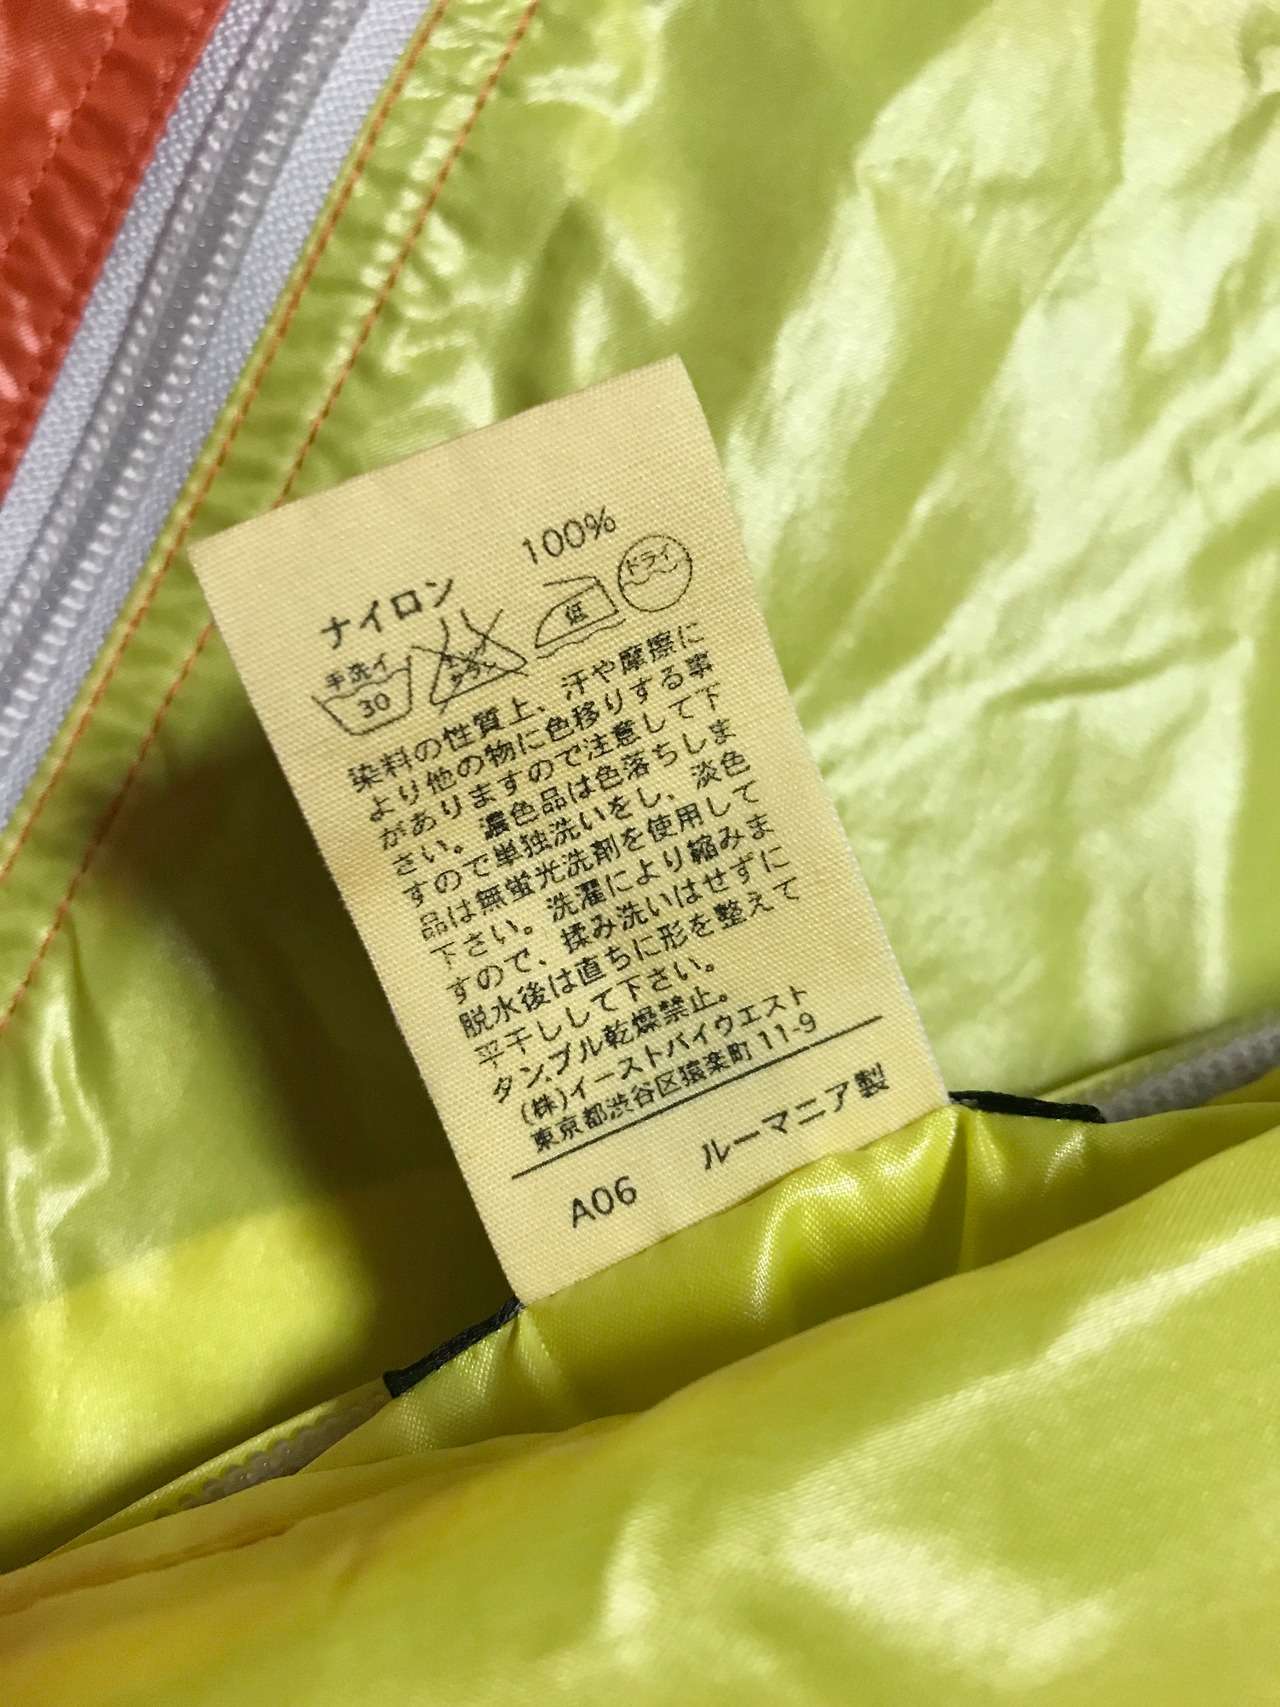 ナイロン 100%
手洗イ 30 エンソサラシ 低 ドライ
染料の性質上、汗や摩擦に
より他の物に色移りする事
がありますので注意して下
さい。濃色品は色落ちしま
すので単独洗いをし、淡色
品は無蛍光洗剤を使用して
下さい。洗濯により縮みま
すので、揉み洗いはせずに
脱水後は直ちに形を整えて
平干しして下さい。
タンブル乾燥禁止。
(株)イーストバイウエスト
東京都渋谷区猿楽町 11-9
A06 ルーマニア製